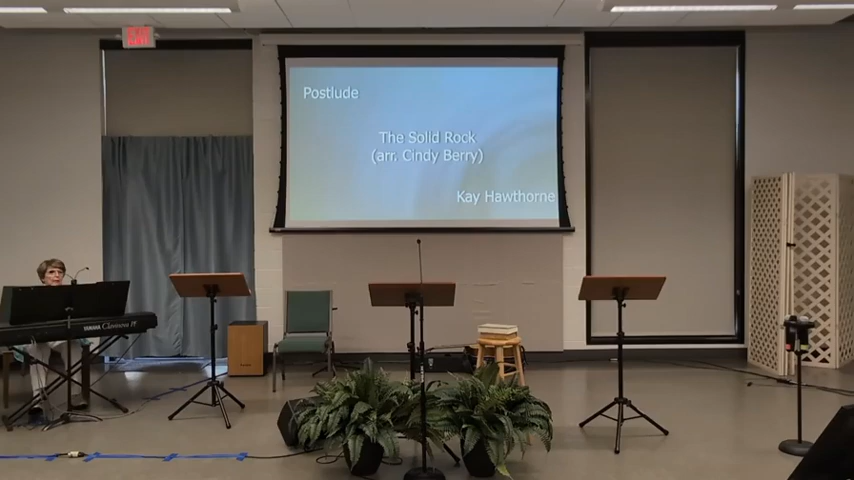 EXIT
Postlude
The Solid Rock
(arr. Cindy Berry)
Kay Hawthorne
YAMAHA Clavinova